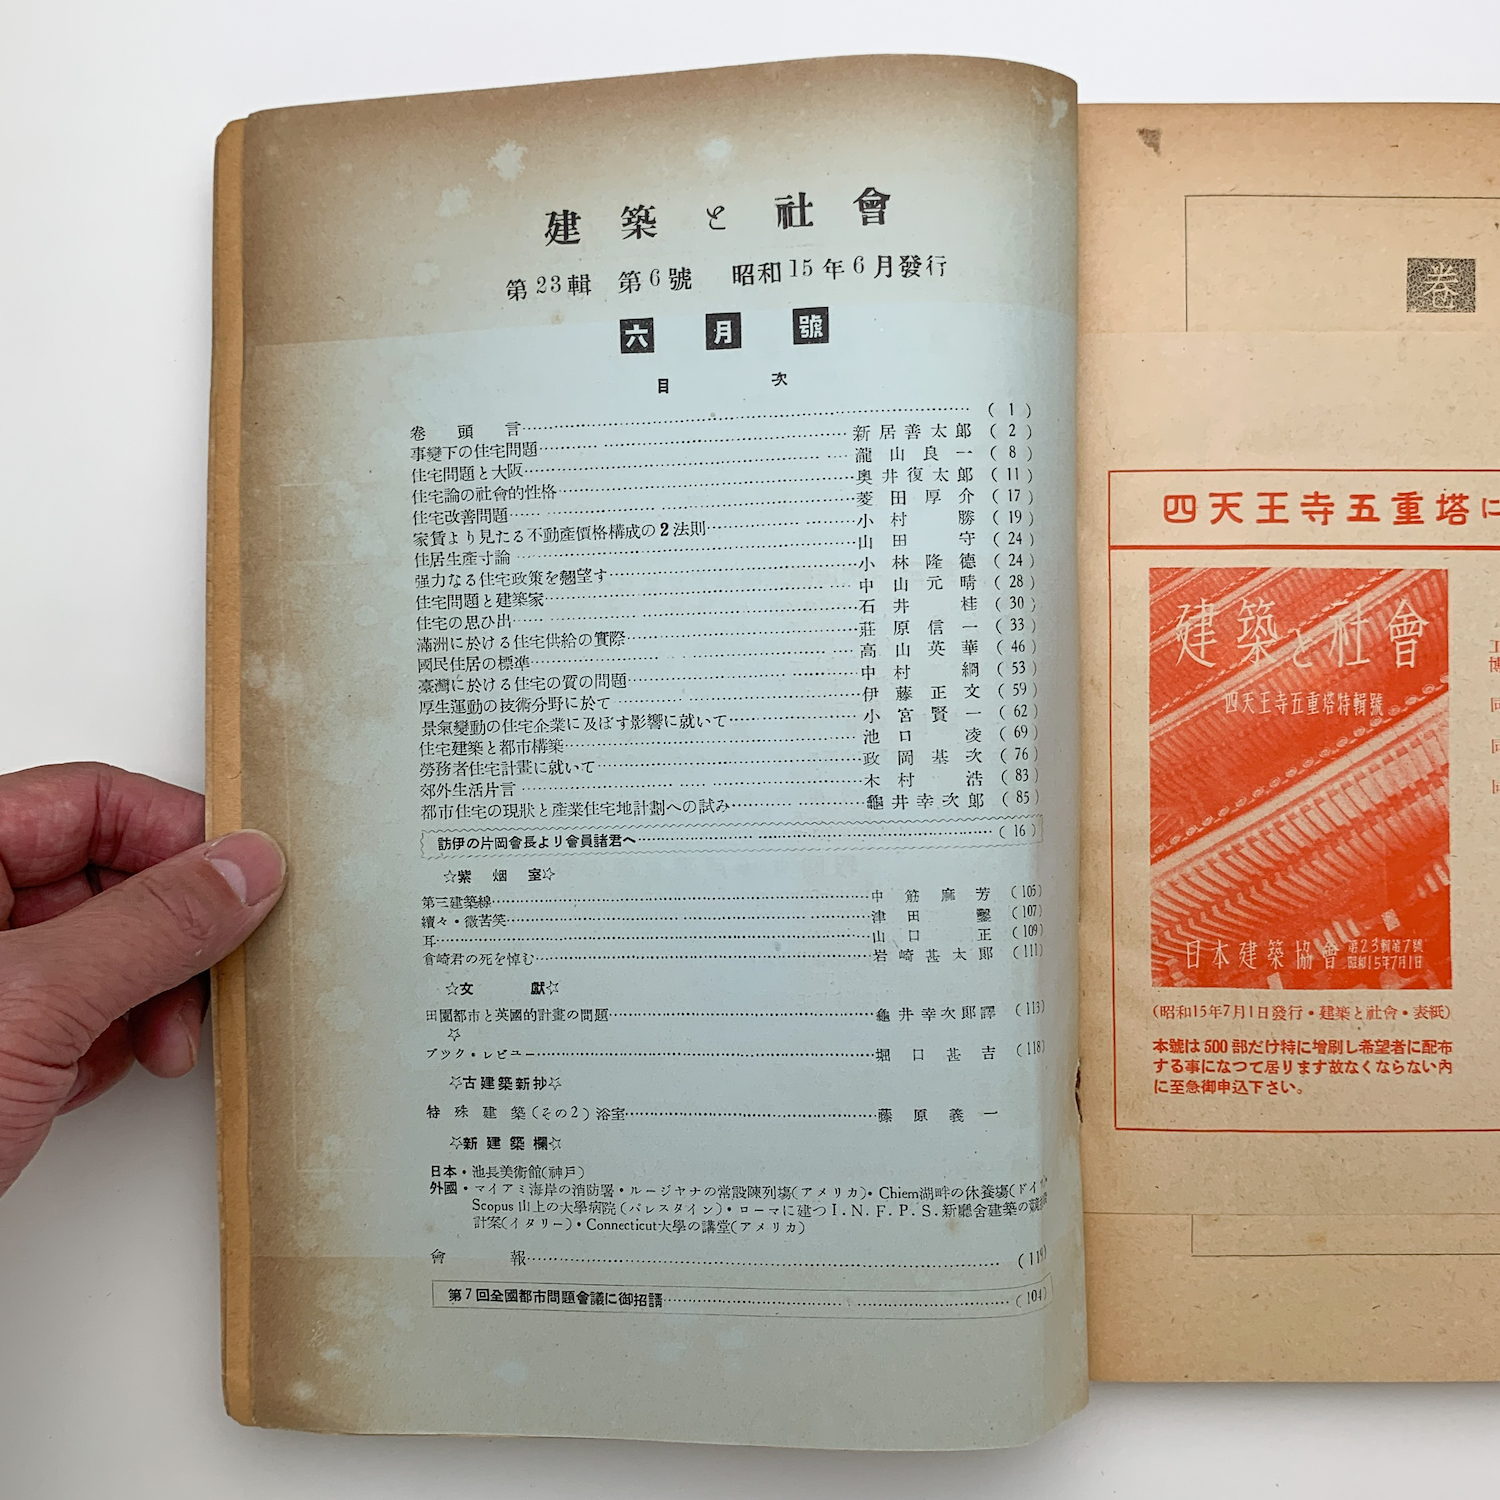 建築と社會
第23輯 第6號 昭和15年6月發行
六月號
目次
卷頭言……( 1 )
事變下の住宅問題……新居善太郎 ( 2 )
住宅問題と大阪……瀧山良一 ( 8 )
住宅論の社會的性格……奥井復太郎 (11)
住宅改善問題……菱田厚介 (17)
家賃より見たる不動産價格構成の2法則……小村勝 (19)
住居生産寸論……山田守 (24)
强力なる住宅政策を翹望す……小林隆德 (24)
住宅問題と建築家……中山元晴 (28)
住宅の思ひ出……石井桂 (30)
滿洲に於ける住宅供給の實際……莊原信一 (33)
國民住居の標準……高山英華 (46)
臺灣に於ける住宅の質の問題……中村綱 (53)
厚生運動の技術分野に於て……伊藤正文 (59)
景氣變動の住宅企業に及ぼす影響に就いて……小宮賢一 (62)
住宅建築と都市構築……池口凌 (69)
勞務者住宅計畫に就いて……政岡基次 (76)
郊外生活片言……木村浩 (83)
都市住宅の現狀と産業住宅地計劃への試み……龜井幸次郎 (85)
訪伊の片岡會長より會員諸君へ……(16)
☆紫烟室☆
第三建築線……中筋麻芳 (105)
續々・微苦笑……津田鑿 (107)
耳……山口正 (109)
崎君の死を悼む……岩崎甚太郎 (111)
☆文獻☆
田園都市と英國的計畫の問題……龜井幸次郎譯 (113)
☆
ブック・レビユー……堀口甚吉 (118)
☆古建築新抄☆
特殊建築(その2)浴室……藤原義一
☆新建築欄☆
日本・池長美術館(神戸)
外國・マイアミ海岸の消防署・ルージヤナの常設陳列場(アメリカ)・Chiem湖畔の休養場(ドイツ)・
Scopus山上の大學病院(パレスタイン)・ローマに建つI.N.F.P.S.新廳舍建築の競
計案(イタリー)・Connecticut大學の講堂(アメリカ)
會報……(119)
第7回全國都市問題會議に御招請……(104)
卷
四天王寺五重塔に
建築と社會
四天王寺五重塔特輯號
日本建築協會 第23輯第7號
昭和15年7月1日
(昭和15年7月1日發行・建築と社會・表紙)
本號は500部だけ特に增刷し希望者に配布
する事になつて居ります故なくならない內
に至急御申込下さい。
工
博
同
同
同